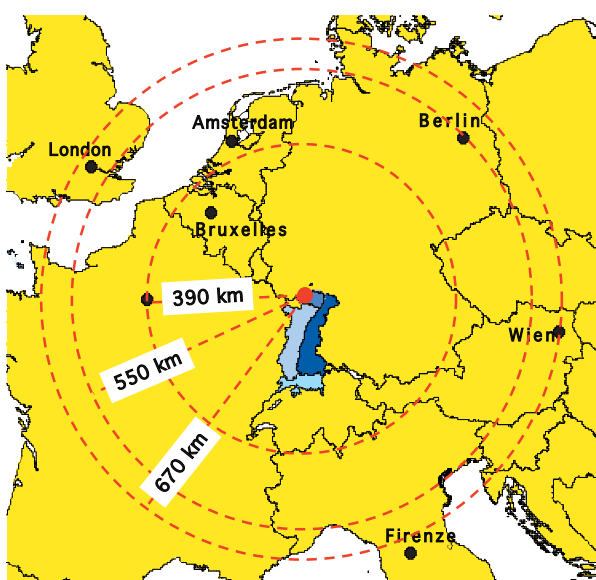 Amsterdam
Berlin
London
Bruxelles
390 km
Wien
550 km
670 km
Firenze